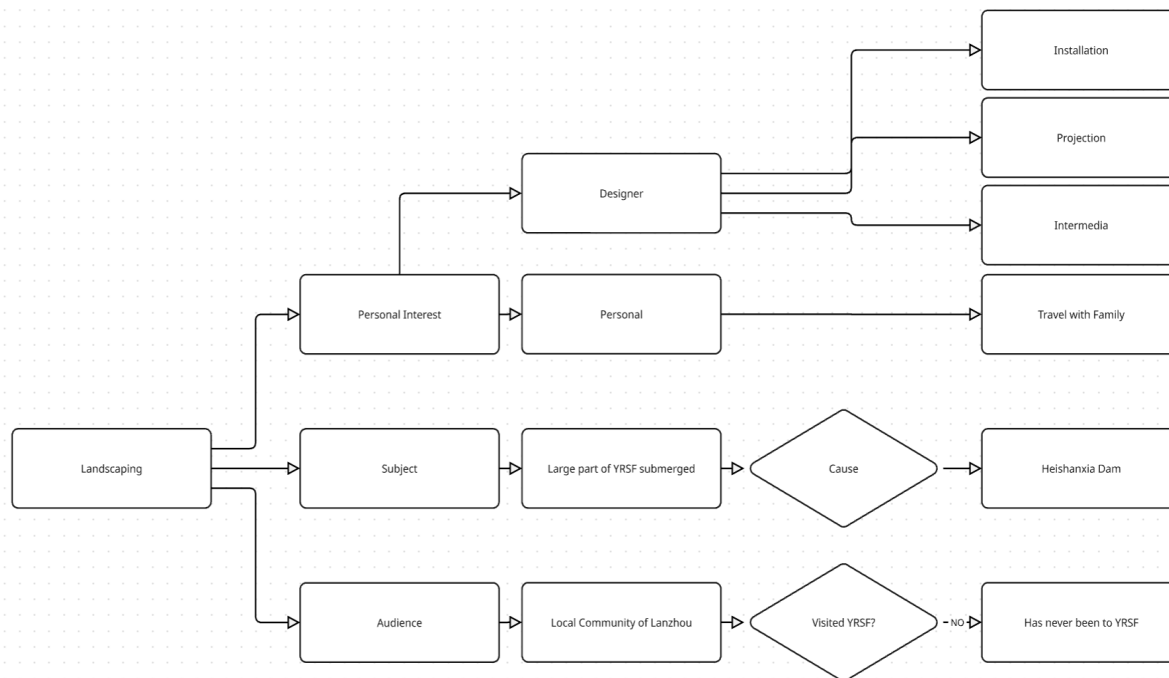 Installation
Projection
Designer
Intermedia
Personal Interest
Personal
Travel with Family
Landscaping
Subject
Large part of YRSF submerged
Cause
Heishanxia Dam
Audience
Local Community of Lanzhou
Visited YRSF?
NO
Has never been to YRSF